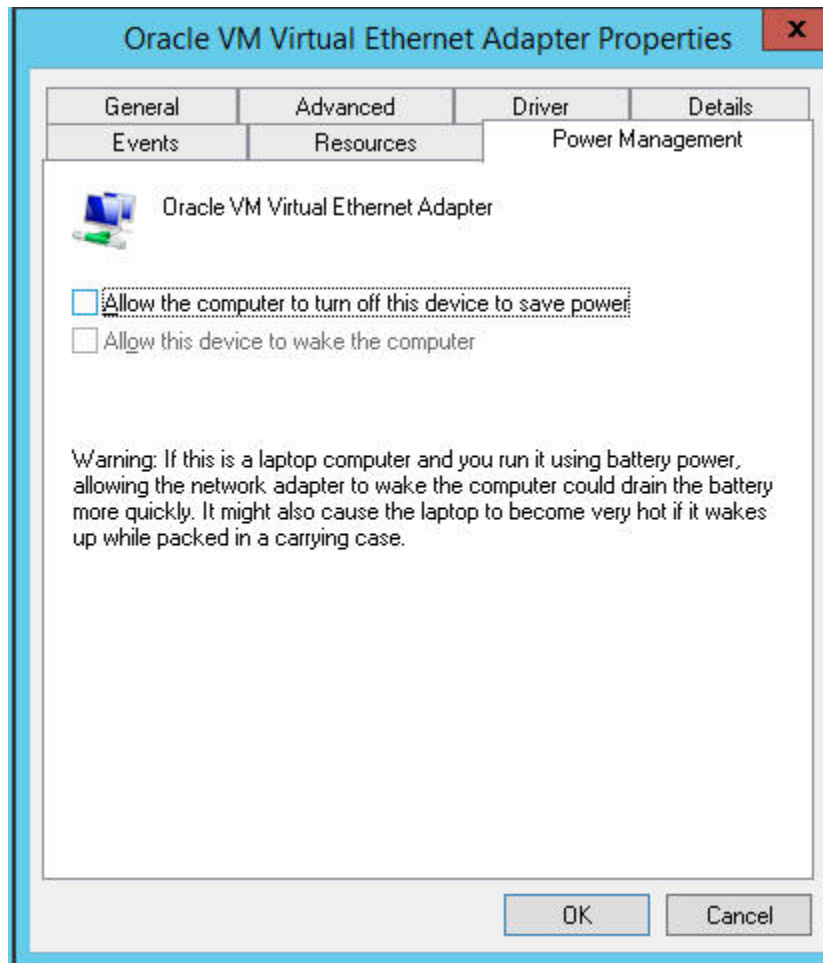 Oracle VM Virtual Ethernet Adapter Properties
x
General Advanced Driver Details
Events Resources Power Management
Oracle VM Virtual Ethernet Adapter
Allow the computer to turn off this device to save power
Allow this device to wake the computer
Warning: If this is a laptop computer and you run it using battery power,
allowing the network adapter to wake the computer could drain the battery
more quickly. It might also cause the laptop to become very hot if it wakes
up while packed in a carrying case.
OK Cancel